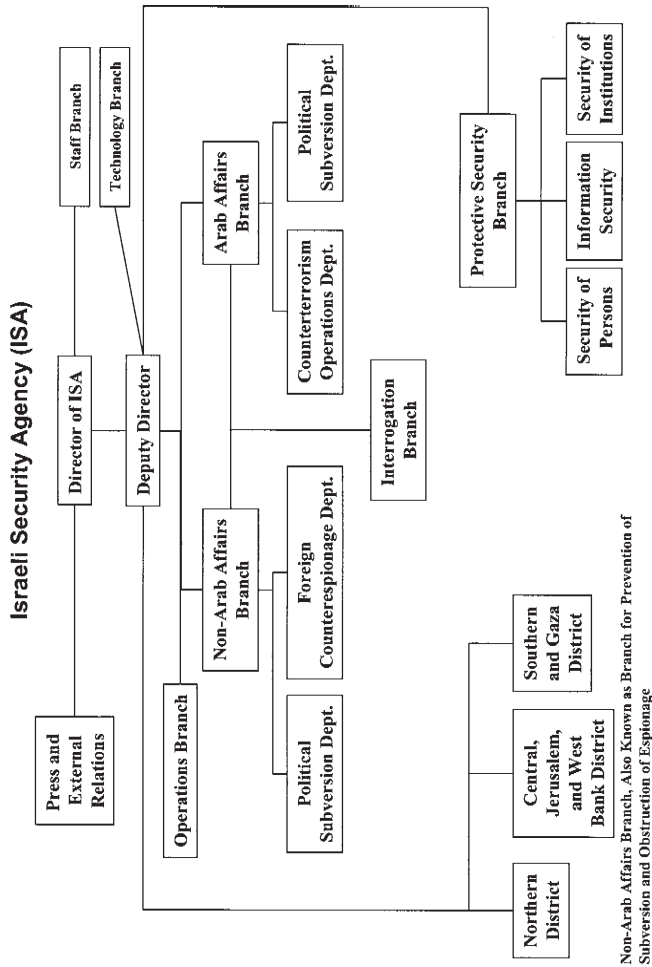 Israeli Security Agency (ISA)
Press and
External
Relations
Director of ISA
Staff Branch
Technology Branch
Deputy Director
Operations Branch
Non-Arab Affairs
Branch
Arab Affairs
Branch
Political
Subversion Dept.
Foreign
Counterespionage Dept.
Counterterrorism
Operations Dept.
Political
Subversion Dept.
Interrogation
Branch
Northern
District
Central,
Jerusalem,
and West
Bank District
Southern
and Gaza
District
Protective Security
Branch
Security of
Persons
Information
Security
Security of
Institutions
Non-Arab Affairs Branch, Also Known as Branch for Prevention of
Subversion and Obstruction of Espionage